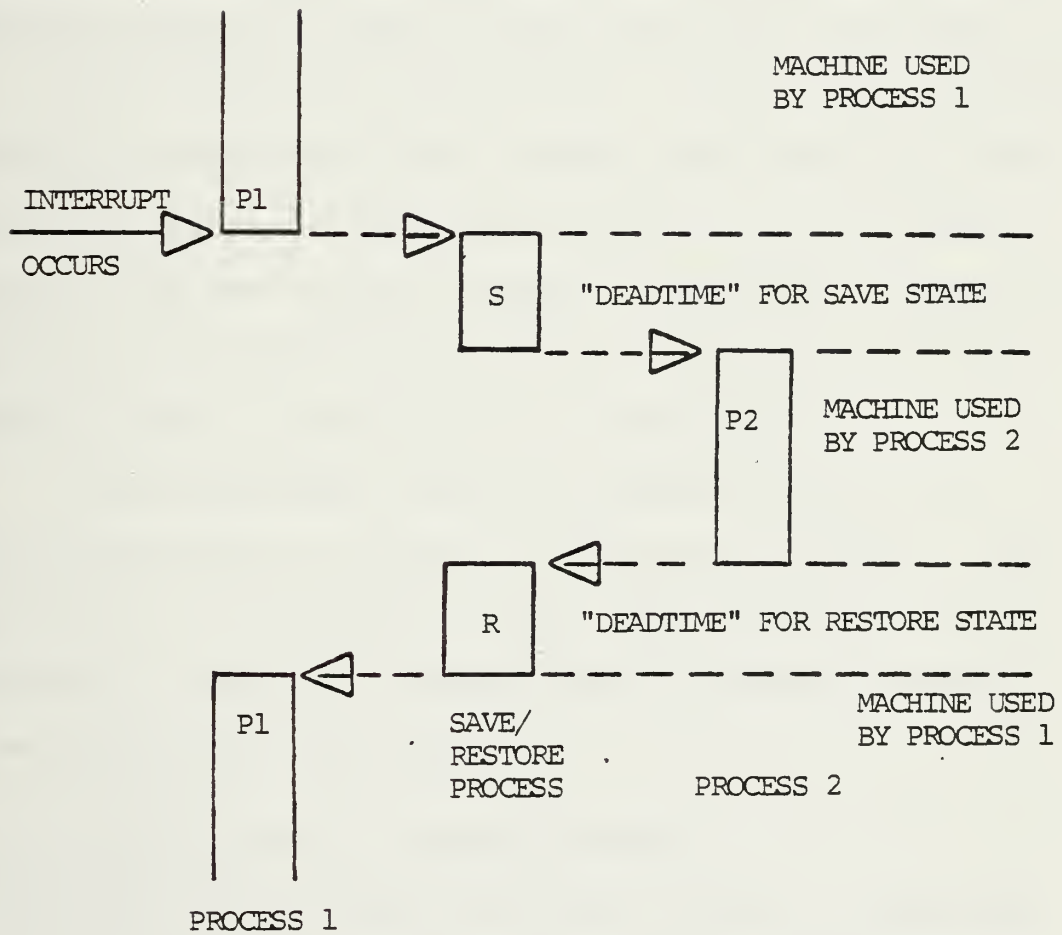 MACHINE USED
BY PROCESS 1
INTERRUPT
P1
OCCURS
S
"DEADTIME" FOR SAVE STATE
P2
MACHINE USED
BY PROCESS 2
R
"DEADTIME" FOR RESTORE STATE
P1
SAVE/
RESTORE
PROCESS
MACHINE USED
BY PROCESS 1
PROCESS 2
PROCESS 1